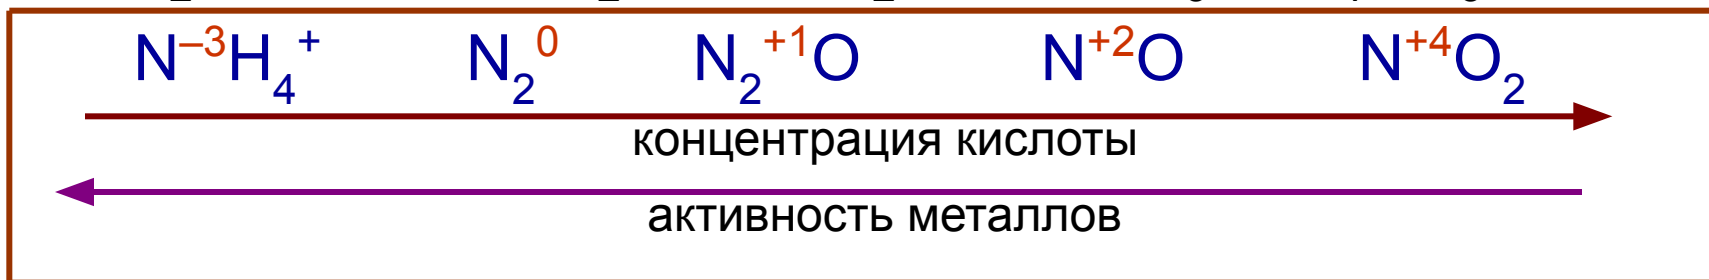 N⁻³H₄⁺ N₂⁰ N₂⁺¹O N⁺²O N⁺⁴O₂
концентрация кислоты
активность металлов